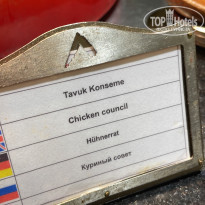 TOP Hotels
Tavuk Konseme
Chicken council
Hühnerrat
Куриный совет